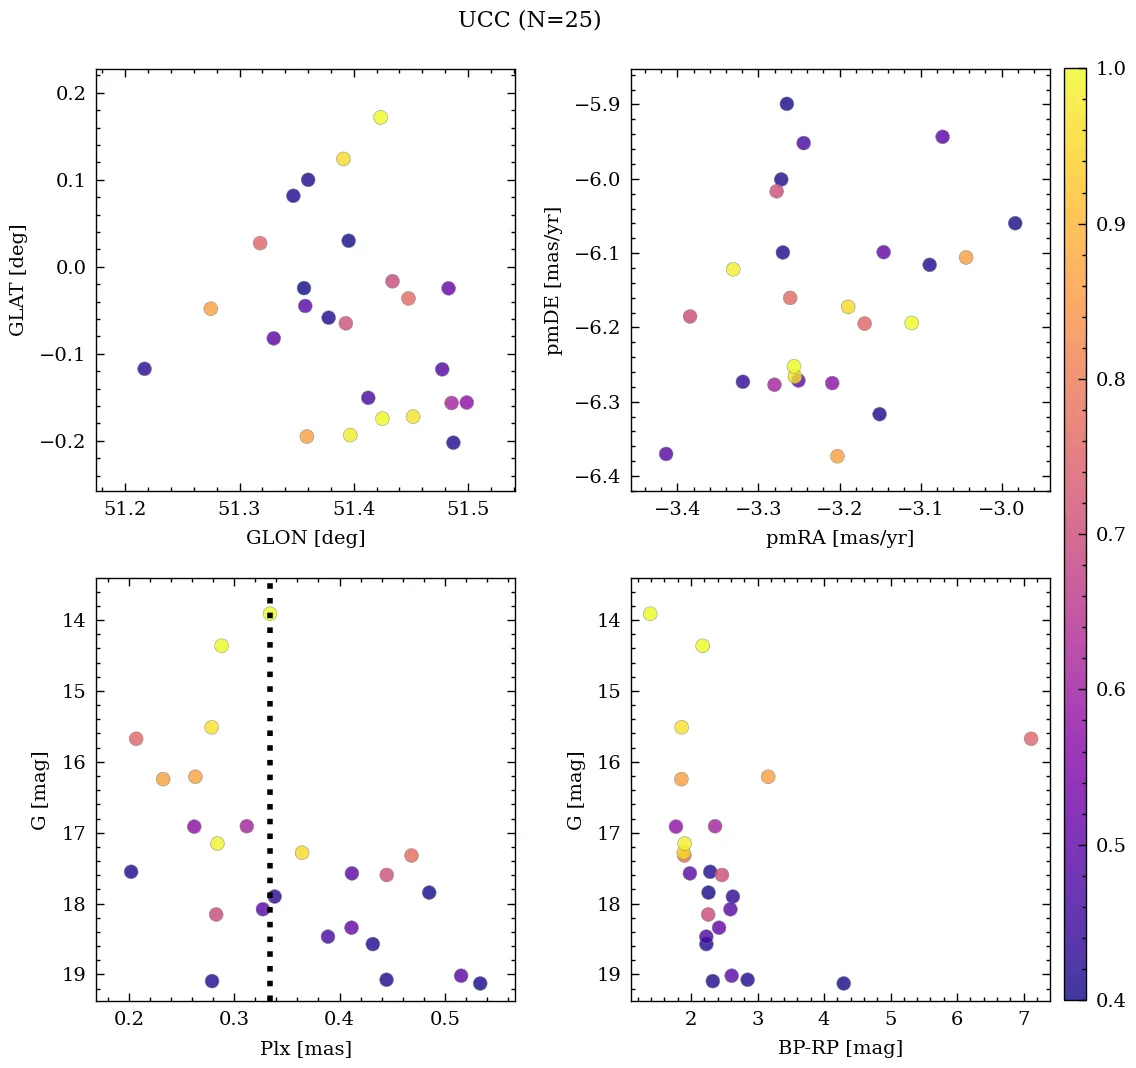 UCC (N=25)
0.2
0.1
0.0
−0.1
−0.2
GLAT [deg]
51.2 51.3 51.4 51.5
GLON [deg]
−5.9
−6.0
−6.1
−6.2
−6.3
−6.4
pmDE [mas/yr]
−3.4 −3.3 −3.2 −3.1 −3.0
pmRA [mas/yr]
14
15
16
17
18
19
G [mag]
0.2 0.3 0.4 0.5
Plx [mas]
14
15
16
17
18
19
G [mag]
2 3 4 5 6 7
BP-RP [mag]
1.0
0.9
0.8
0.7
0.6
0.5
0.4